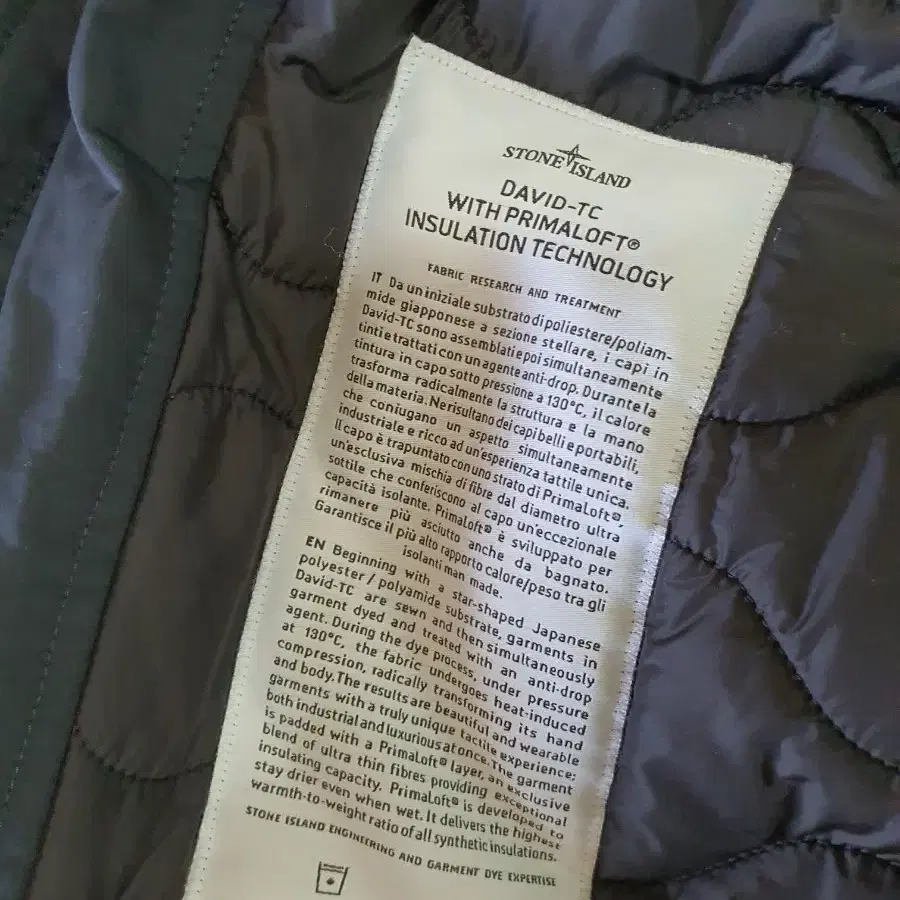 STONE ISLAND
DAVID-TC
WITH PRIMALOFT®
INSULATION TECHNOLOGY
FABRIC RESEARCH AND TREATMENT
IT Da un iniziale substrato di poliestere/poliam-
mide giapponese a sezione stellare, i capi in
David-TC sono assemblati e poi simultaneamente
tinti e trattati con un agente anti-drop. Durante la
tintura in capo sotto pressione a 130°C, il calore
trasforma radicalmente la struttura e la mano
della materia. Ne risultano dei capi belli e portabili,
che coniugano un aspetto simultaneamente
industriale e ricco ad un'esperienza tattile unica.
Il capo è trapuntato con uno strato di PrimaLoft®,
un'esclusiva mischia di fibre dal diametro ultra
sottile che conferiscono al capo un'eccezionale
capacità isolante. PrimaLoft® è sviluppato per
rimanere più asciutto anche da bagnato.
Garantisce il più alto rapporto calore/peso tra gli
isolanti man made.
EN Beginning with a star-shaped Japanese
polyester / polyamide substrate, garments in
David-TC are sewn and then simultaneously
garment dyed and treated with an anti-drop
agent. During the dye process, under pressure
at 130°C, the fabric undergoes heat-induced
compression, radically transforming its hand
and body. The results are beautiful and wearable
garments with a truly unique tactile experience:
both industrial and luxurious at once. The garment
is padded with a PrimaLoft® layer, an exclusive
blend of ultra thin fibres providing exceptional
insulating capacity. PrimaLoft® is developed to
stay drier even when wet. It delivers the highest
warmth-to-weight ratio of all synthetic insulations.
STONE ISLAND ENGINEERING AND GARMENT DYE EXPERTISE